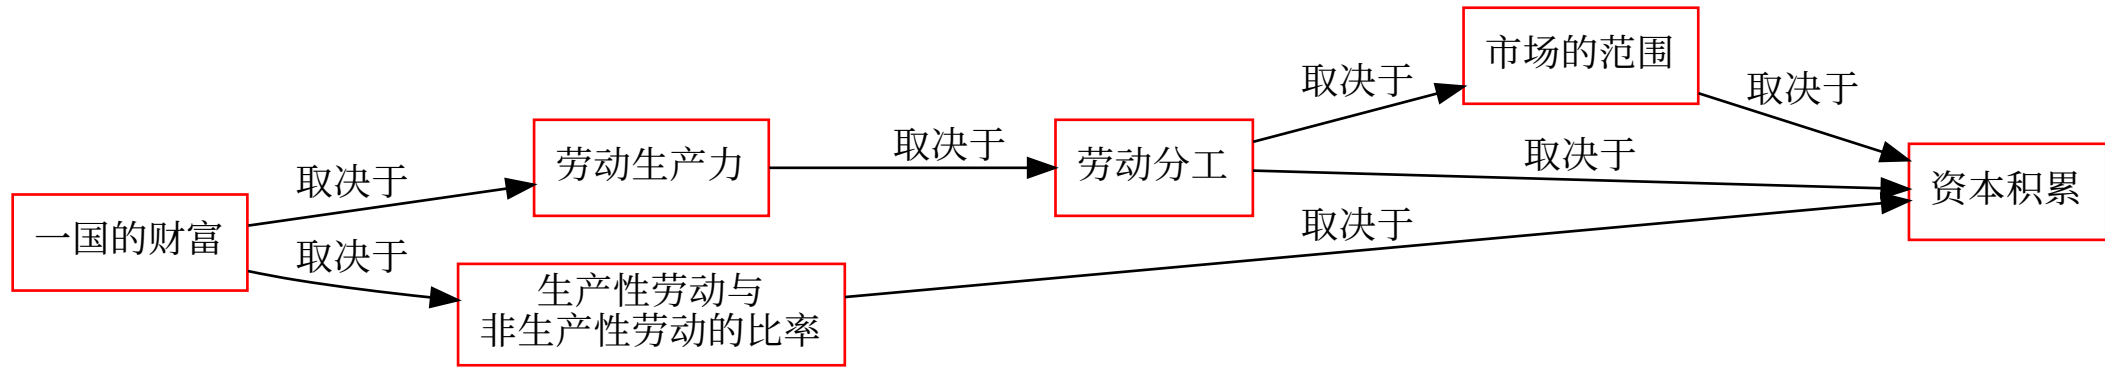 市场的范围
取决于
取决于
劳动生产力
取决于
劳动分工
取决于
资本积累
取决于
一国的财富
取决于
取决于
生产性劳动与
非生产性劳动的比率